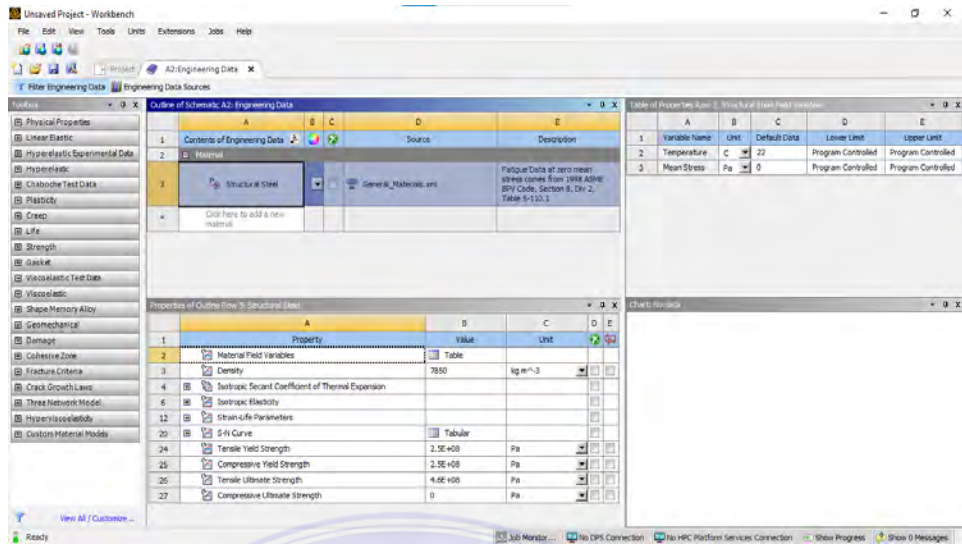 Unsaved Project - Workbench
File Edit View Tools Units Extensions Jobs Help
Project A2:Engineering Data
Filter Engineering Data Engineering Data Sources
Toolbox
Physical Properties
Linear Elastic
Hyperelastic Experimental Data
Hyperelastic
Chaboche Test Data
Plasticity
Creep
Life
Strength
Gasket
Viscoelastic Test Data
Viscoelastic
Shape Memory Alloy
Geomechanical
Damage
Cohesive Zone
Fracture Criteria
Crack Growth Laws
Three Network Model
Hyperviscoelasticity
Custom Material Models
View All / Customize...
Outline of Schematic A2: Engineering Data
A B C D E
1 Contents of Engineering Data Source Description
2 Material
3 Structural Steel General_Materials.xml Fatigue Data at zero mean
stress comes from 1998 ASME
BPV Code, Section 8, Div 2,
Table 5-110.1
* Click here to add a new
material
Properties of Outline Row 3: Structural Steel
A B C D E
1 Property Value Unit
2 Material Field Variables Table
3 Density 7850 kg m^-3
4 Isotropic Secant Coefficient of Thermal Expansion
6 Isotropic Elasticity
12 Strain-Life Parameters
20 S-N Curve Tabular
24 Tensile Yield Strength 2.5E+08 Pa
25 Compressive Yield Strength 2.5E+08 Pa
26 Tensile Ultimate Strength 4.6E+08 Pa
27 Compressive Ultimate Strength 0 Pa
Table of Properties Row 2: Structural Steel Field Variables
A B C D E
1 Variable Name Unit Default Data Lower Limit Upper Limit
2 Temperature C 22 Program Controlled Program Controlled
3 Mean Stress Pa 0 Program Controlled Program Controlled
Chart: No data
Ready Job Monitor... No DPS Connection No HPC Platform Services Connection Show Progress Show 0 Messages